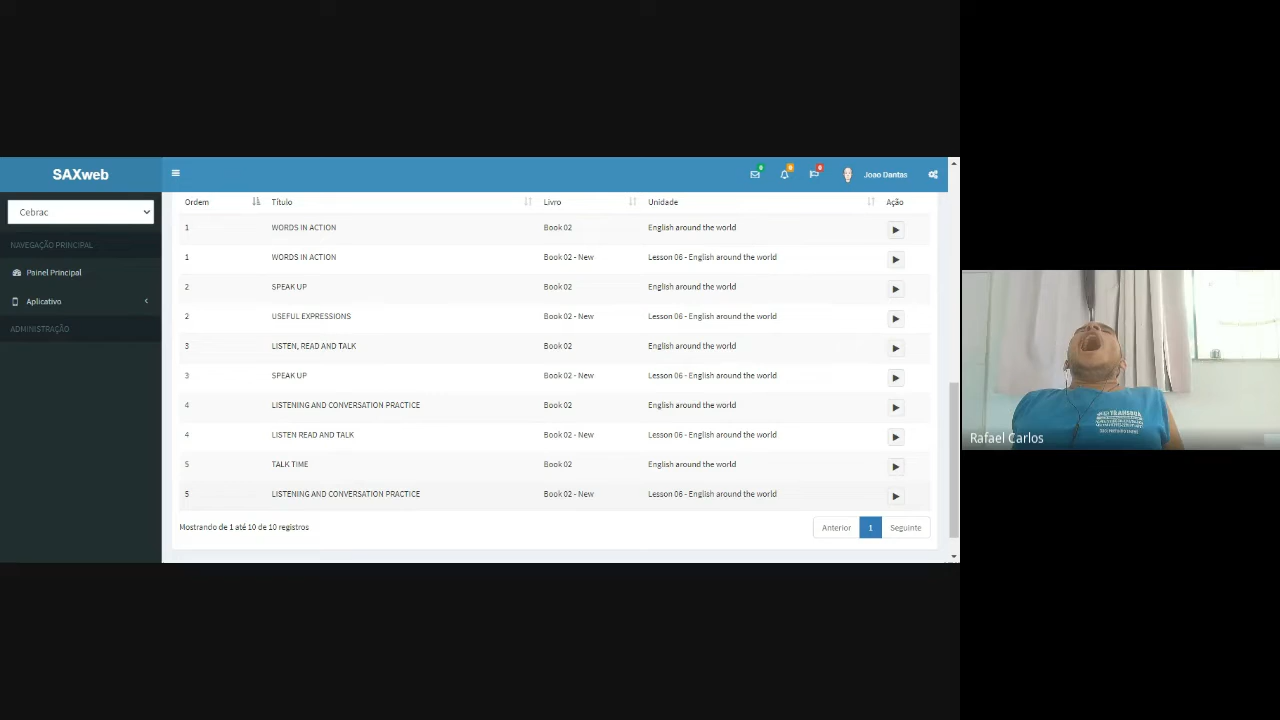 SAXweb
0 0 0 Joao Dantas
Cebrac
NAVEGAÇÃO PRINCIPAL
Painel Principal
Aplicativo
ADMINISTRAÇÃO
Ordem Título Livro Unidade Ação
1 WORDS IN ACTION Book 02 English around the world
1 WORDS IN ACTION Book 02 - New Lesson 06 - English around the world
2 SPEAK UP Book 02 English around the world
2 USEFUL EXPRESSIONS Book 02 - New Lesson 06 - English around the world
3 LISTEN, READ AND TALK Book 02 English around the world
3 SPEAK UP Book 02 - New Lesson 06 - English around the world
4 LISTENING AND CONVERSATION PRACTICE Book 02 English around the world
4 LISTEN READ AND TALK Book 02 - New Lesson 06 - English around the world
5 TALK TIME Book 02 English around the world
5 LISTENING AND CONVERSATION PRACTICE Book 02 - New Lesson 06 - English around the world
Mostrando de 1 até 10 de 10 registros
Anterior 1 Seguinte
Rafael Carlos